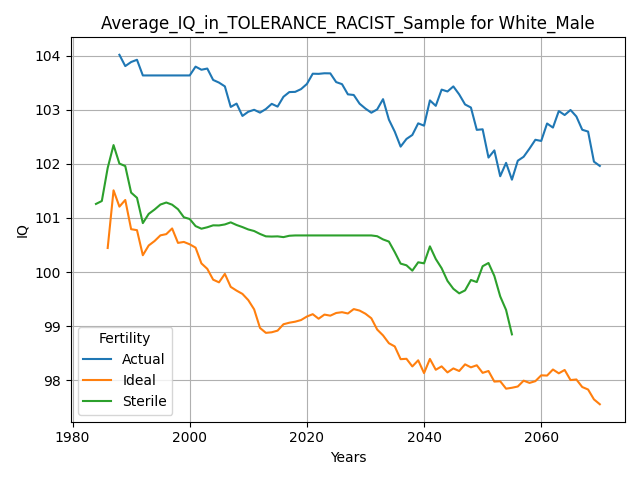 Average_IQ_in_TOLERANCE_RACIST_Sample for White_Male
104
103
102
101
100
99
98
IQ
Fertility
Actual
Ideal
Sterile
1980
2000
2020
2040
2060
Years